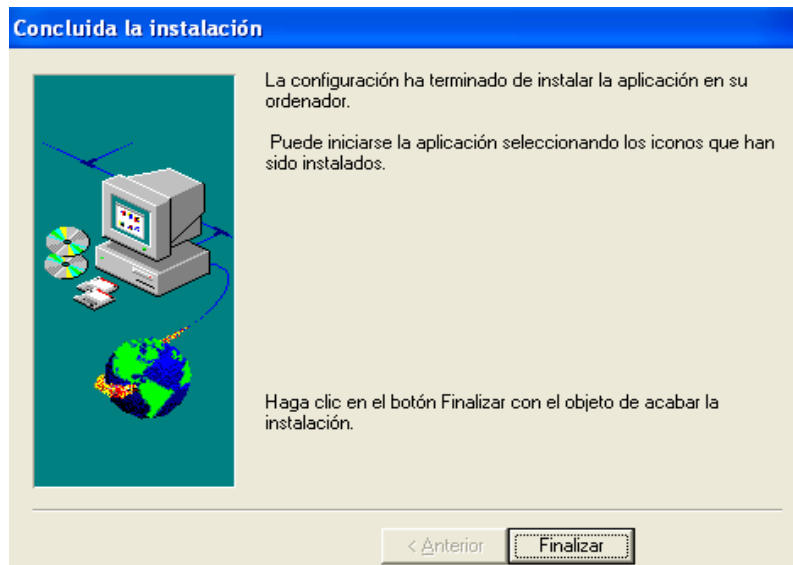 Concluida la instalación
La configuración ha terminado de instalar la aplicación en su
ordenador.
Puede iniciarse la aplicación seleccionando los iconos que han
sido instalados.
Haga clic en el botón Finalizar con el objeto de acabar la
instalación.
< Anterior
Finalizar